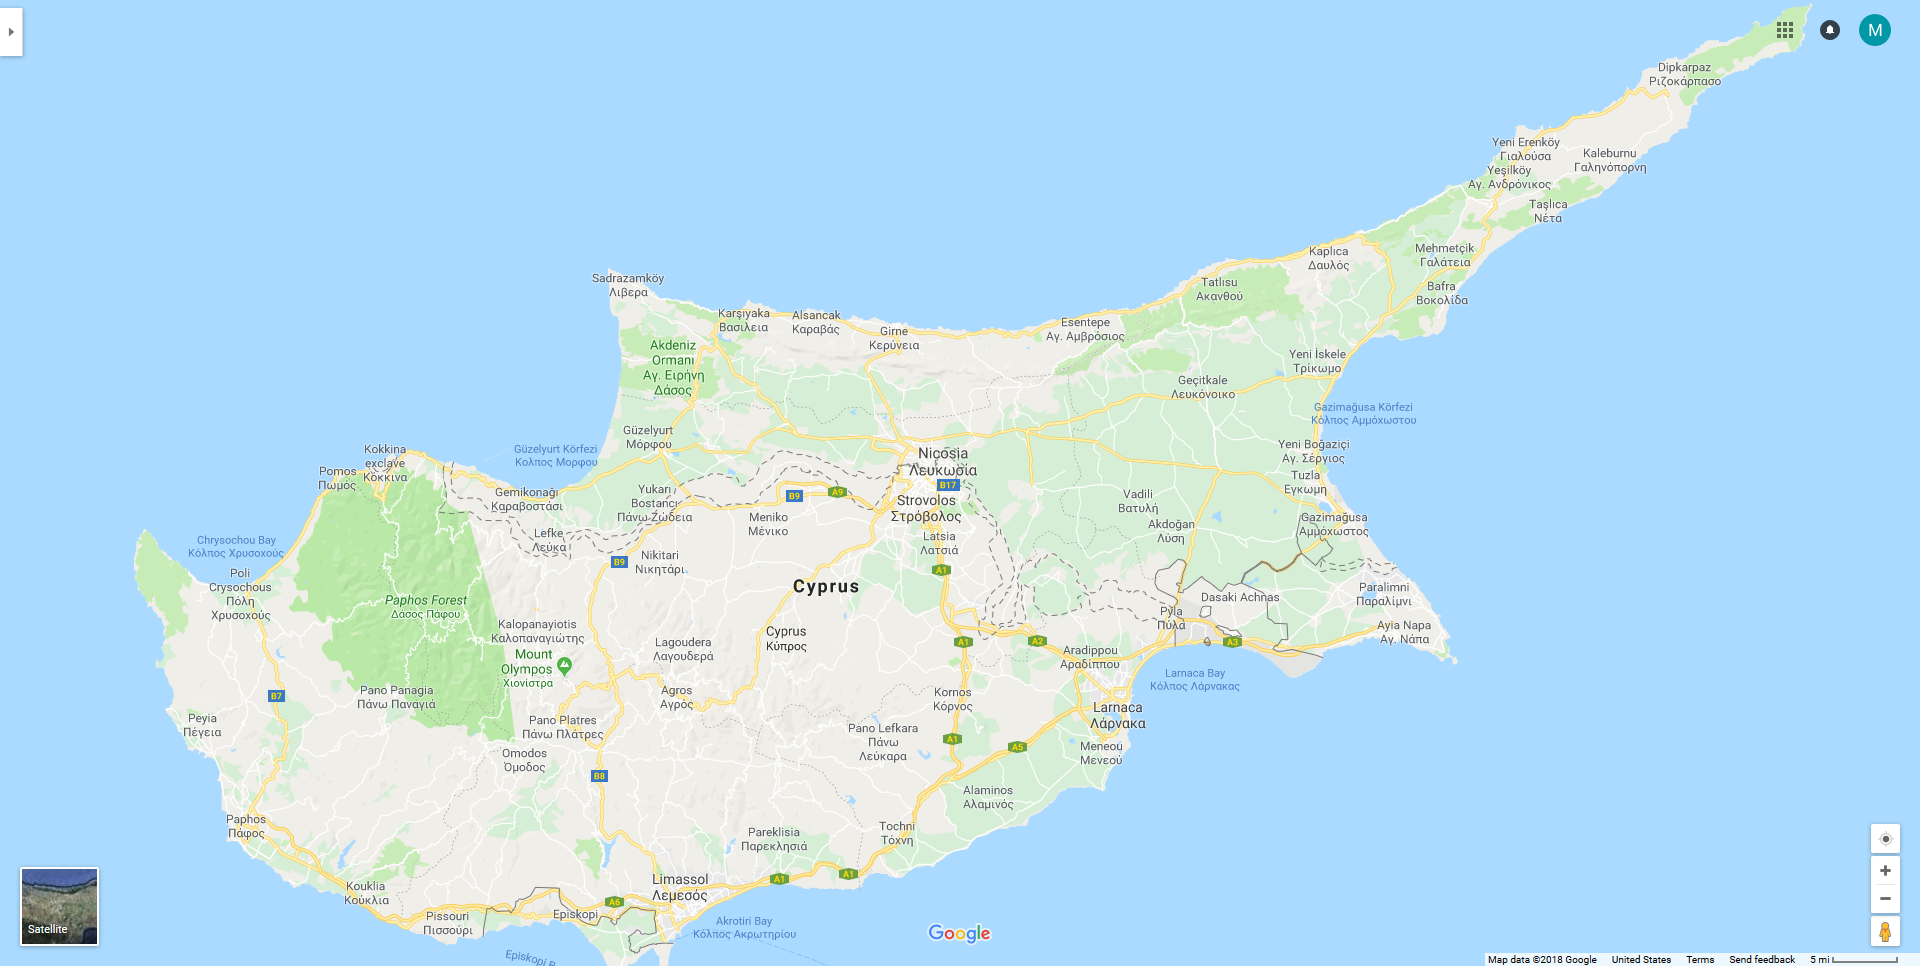 M
Dipkarpaz
Ριζοκάρπασο
Yeni Erenköy
Γιαλούσα
Kaleburnu
Γαληνόπορνη
Yeşilköy
Αγ. Ανδρόνικος
Taşlıca
Νέτα
Kaplıca
Δαυλός
Mehmetçik
Γαλάτεια
Sadrazamköy
Λιβερα
Tatlısu
Ακανθού
Bafra
Βοκολίδα
Karşıyaka
Βασιλεια
Alsancak
Καραβάς
Girne
Κερύνεια
Esentepe
Αγ. Αμβρόσιος
Akdeniz
Ormanı
Αγ. Ειρήνη
Δάσος
Yeni İskele
Τρίκωμο
Geçitkale
Λευκόνοικο
Gazimağusa Körfezi
Κόλπος Αμμόχωστου
Güzelyurt
Μόρφου
Güzelyurt Körfezi
Κολπος Μορφου
Kokkina
exclave
Κόκκινα
Yeni Boğaziçi
Αγ. Σέργιος
Nicosia
Λευκωσία
Pomos
Πωμός
Tuzla
Εγκωμη
B17
Gemikonağı
Καραβοστάσι
Yukarı
Bostancı
Πάνω Ζώδεια
B9
A9
Strovolos
Στρόβολος
Vadili
Βατυλή
Meniko
Μένικο
Akdoğan
Λύση
Gazimağusa
Αμμόχωστος
Lefke
Λεύκα
Latsia
Λατσιά
Chrysochou Bay
Κόλπος Χρυσοχούς
Nikitari
Νικητάρι
B9
A1
Poli
Crysochous
Πόλη
Χρυσοχούς
Cyprus
Paralimni
Παραλίμνι
Dasaki Achnas
Paphos Forest
Δάσος Πάφου
Pyla
Πύλα
Kalopanayiotis
Καλοπαναγιώτης
Cyprus
Κύπρος
Ayia Napa
Αγ. Νάπα
Lagoudera
Λαγουδερά
A1
A2
A3
Mount
Olympos
Χιονίστρα
Aradippou
Αραδίππου
Larnaca Bay
Κόλπος Λάρνακας
B7
Pano Panagia
Πάνω Παναγιά
Agros
Αγρός
Kornos
Κόρνος
Peyia
Πέγεια
Pano Platres
Πάνω Πλάτρες
Larnaca
Λάρνακα
Pano Lefkara
Πάνω
Λεύκαρα
A1
A5
Meneou
Μενεού
Omodos
Όμοδος
B8
Alaminos
Αλαμινός
Paphos
Πάφος
Pareklisia
Παρεκλησιά
Tochni
Τόχνη
Kouklia
Κούκλια
Limassol
Λεμεσός
A1
A1
A6
Pissouri
Πισσούρι
Episkopi
Akrotiri Bay
Κόλπος Ακρωτηρίου
Episkopi B
Satellite
Google
Map data ©2018 Google United States Terms Send feedback 5 mi